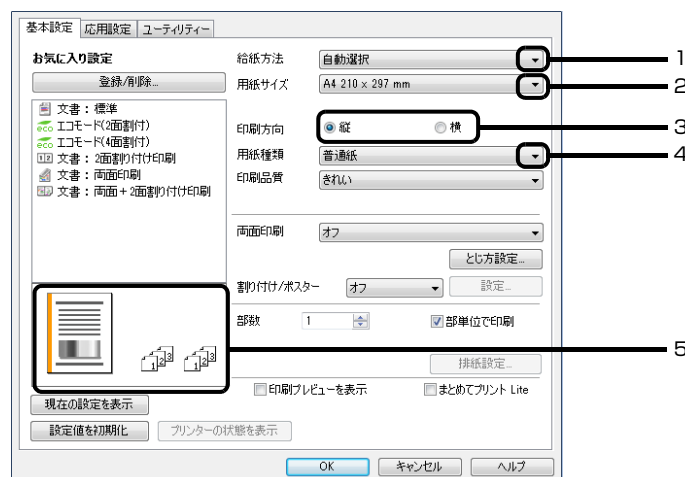 基本設定 応用設定 ユーティリティー
お気に入り設定
登録/削除...
文書：標準
eco エコモード(2面割付)
eco エコモード(4面割付)
12 文書：2面割り付け印刷
文書：両面印刷
文書：両面+2面割り付け印刷
1 2 3 1 2 3
現在の設定を表示
設定値を初期化 プリンターの状態を表示
給紙方法 自動選択 1
用紙サイズ A4 210 × 297 mm 2
印刷方向 縦 横 3
用紙種類 普通紙 4
印刷品質 きれい
両面印刷 オフ
とじ方設定...
割り付け/ポスター オフ 設定...
部数 1 部単位で印刷
5
排紙設定...
印刷プレビューを表示 まとめてプリント Lite
OK キャンセル ヘルプ